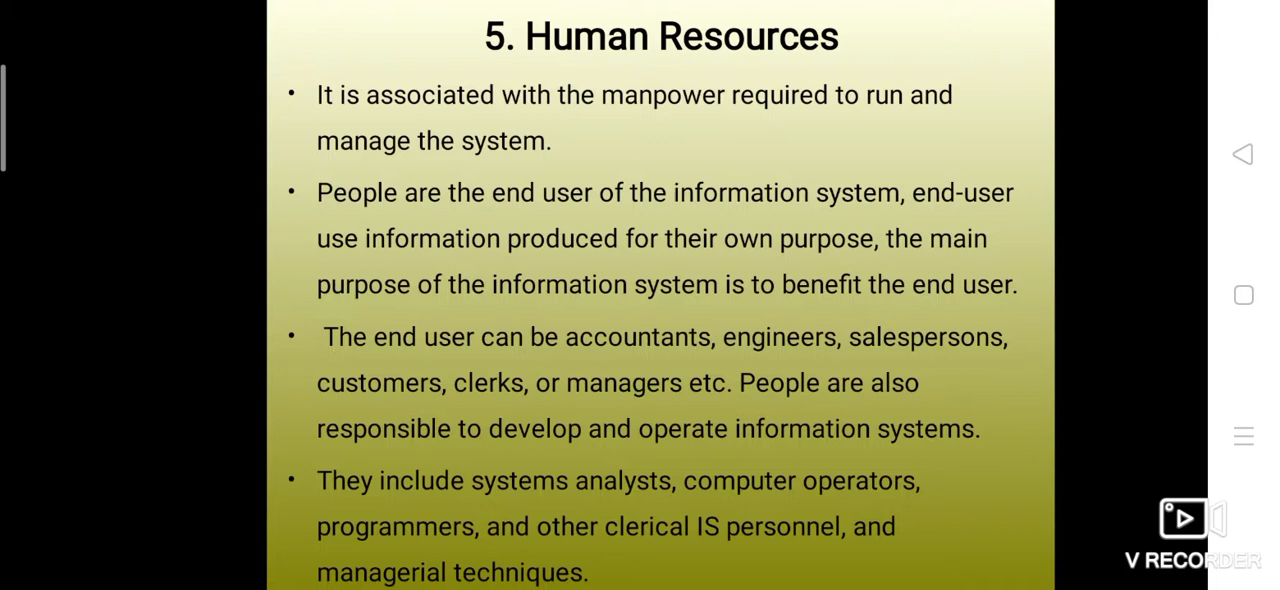 5. Human Resources
• It is associated with the manpower required to run and
manage the system.
• People are the end user of the information system, end-user
use information produced for their own purpose, the main
purpose of the information system is to benefit the end user.
• The end user can be accountants, engineers, salespersons,
customers, clerks, or managers etc. People are also
responsible to develop and operate information systems.
• They include systems analysts, computer operators,
programmers, and other clerical IS personnel, and
managerial techniques.
V RECORDER